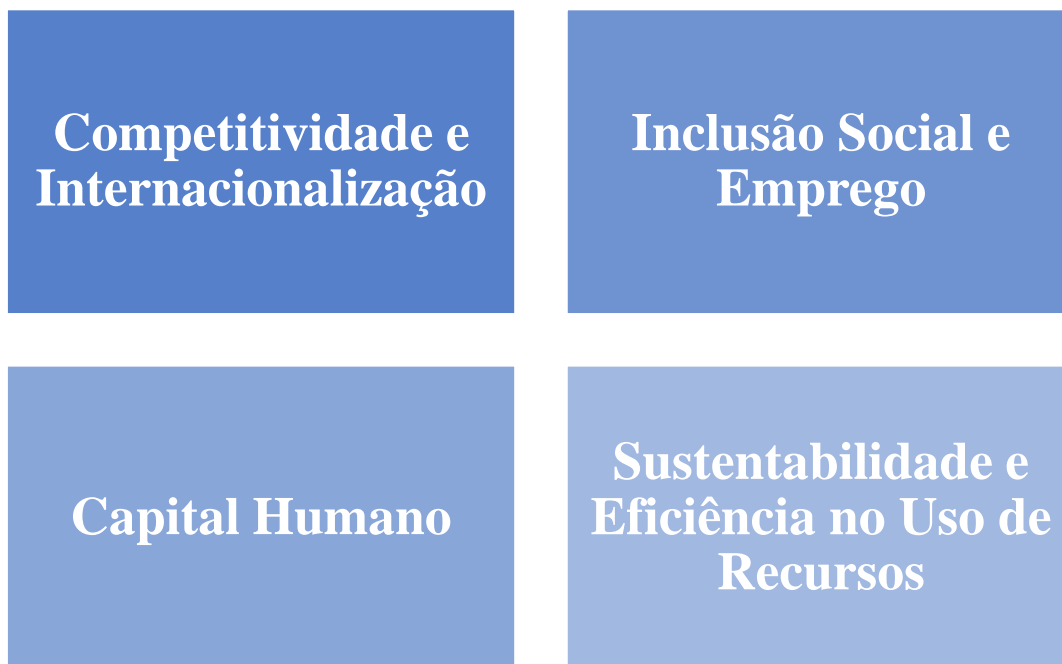 Competitividade e
Internacionalização
Inclusão Social e
Emprego
Capital Humano
Sustentabilidade e
Eficiência no Uso de
Recursos